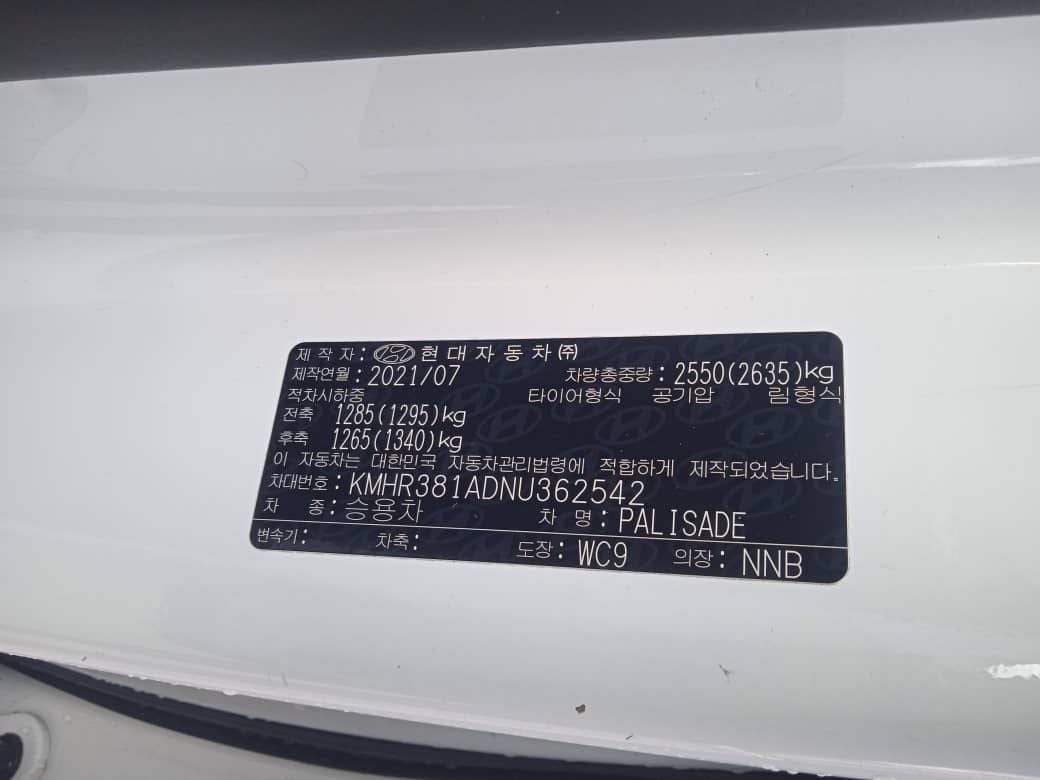 제 작 자 : 현 대 자 동 차 ㈜
제작연월 : 2021/07 차량총중량 : 2550(2635)kg
적차시하중 타이어형식 공기압 림형식
전축 1285(1295)kg
후축 1265(1340)kg
이 자동차는 대한민국 자동차관리법령에 적합하게 제작되었습니다.
차대번호 : KMHR381ADNU362542
차 종 : 승용차 차 명 : PALISADE
변속기 : 차축 : 도장 : WC9 의장 : NNB